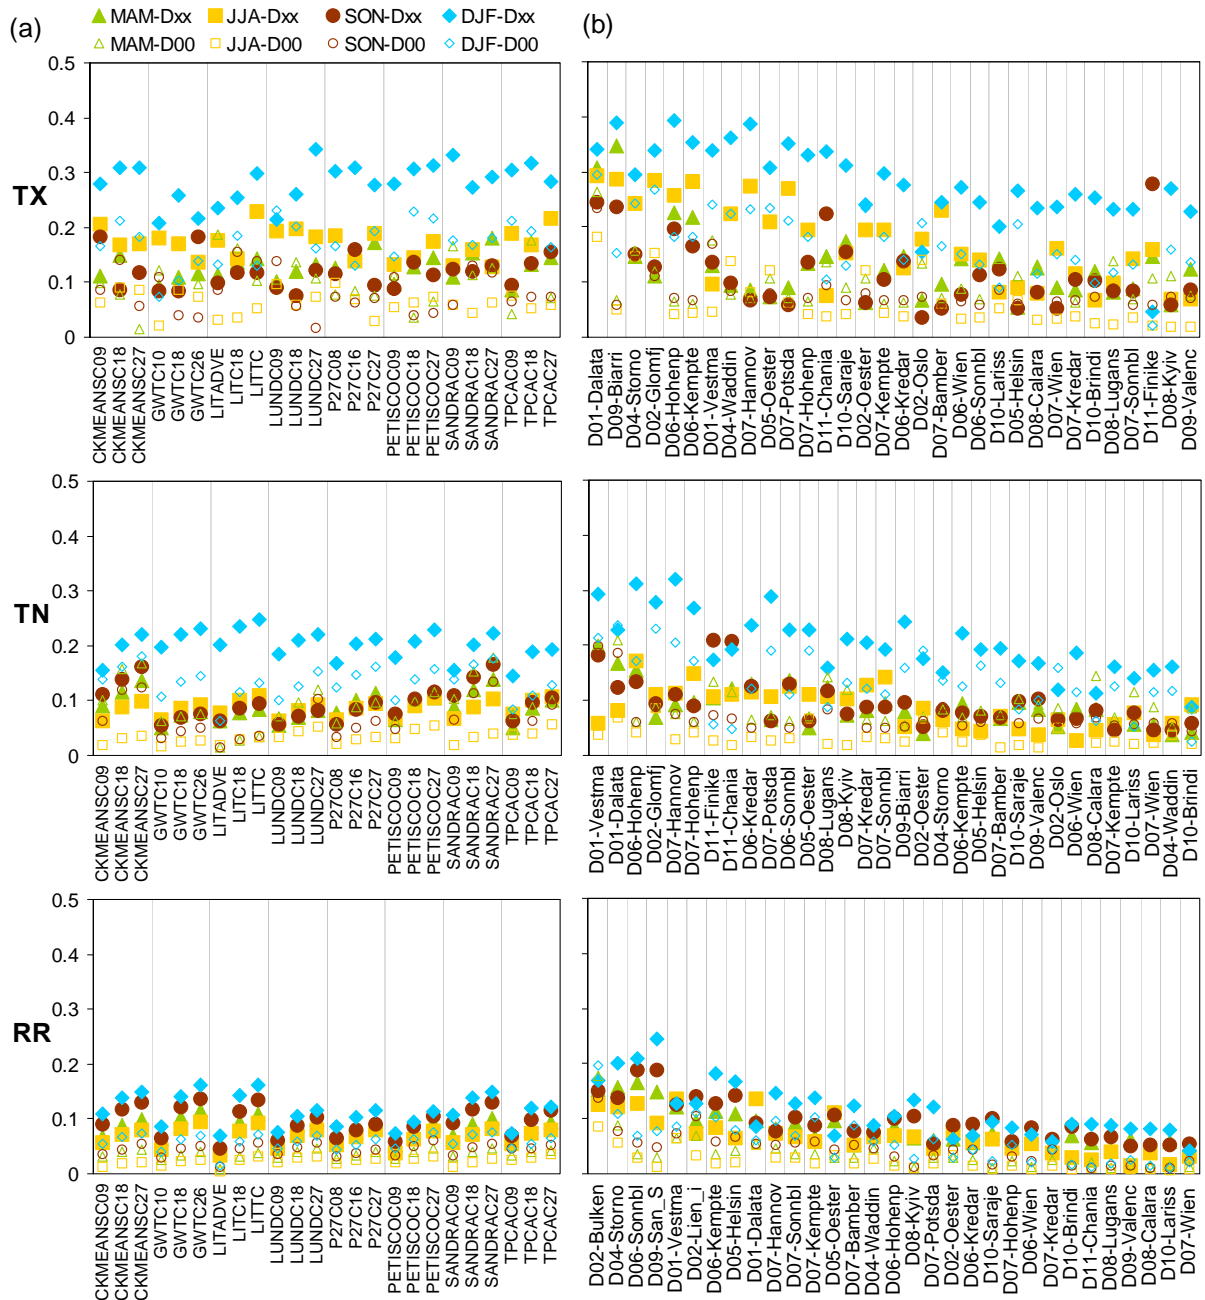 (a)
MAM-Dxx JJA-Dxx SON-Dxx DJF-Dxx
MAM-D00 JJA-D00 SON-D00 DJF-D00
(b)
TX
0.5
0.4
0.3
0.2
0.1
0
CKMEANSC09
CKMEANSC18
CKMEANSC27
GWTC10
GWTC18
GWTC26
LITADVE
LITC18
LITTC
LUNDC09
LUNDC18
LUNDC27
P27C08
P27C16
P27C27
PETISCOC09
PETISCOC18
PETISCOC27
SANDRAC09
SANDRAC18
SANDRAC27
TPCAC09
TPCAC18
TPCAC27
D01-Dalata
D09-Biarri
D04-Storno
D02-Glomfj
D06-Hohenp
D06-Kempte
D01-Vestma
D04-Waddin
D07-Hannov
D05-Oester
D07-Potsda
D07-Hohenp
D11-Chania
D10-Saraje
D02-Oester
D07-Kempte
D06-Kredar
D02-Oslo
D07-Bamber
D06-Wien
D06-Sonnbl
D10-Lariss
D05-Helsin
D08-Calara
D07-Wien
D07-Kredar
D10-Brindi
D08-Lugans
D07-Sonnbl
D11-Finike
D08-Kyiv
D09-Valenc
TN
0.5
0.4
0.3
0.2
0.1
0
CKMEANSC09
CKMEANSC18
CKMEANSC27
GWTC10
GWTC18
GWTC26
LITADVE
LITC18
LITTC
LUNDC09
LUNDC18
LUNDC27
P27C08
P27C16
P27C27
PETISCOC09
PETISCOC18
PETISCOC27
SANDRAC09
SANDRAC18
SANDRAC27
TPCAC09
TPCAC18
TPCAC27
D01-Vestma
D01-Dalata
D06-Hohenp
D02-Glomfj
D07-Hannov
D07-Hohenp
D11-Finike
D11-Chania
D06-Kredar
D07-Potsda
D06-Sonnbl
D05-Oester
D08-Lugans
D08-Kyiv
D07-Kredar
D07-Sonnbl
D09-Biarri
D02-Oester
D04-Storno
D06-Kempte
D05-Helsin
D07-Bamber
D10-Saraje
D09-Valenc
D02-Oslo
D06-Wien
D08-Calara
D07-Kempte
D10-Lariss
D07-Wien
D04-Waddin
D10-Brindi
RR
0.5
0.4
0.3
0.2
0.1
0
CKMEANSC09
CKMEANSC18
CKMEANSC27
GWTC10
GWTC18
GWTC26
LITADVE
LITC18
LITTC
LUNDC09
LUNDC18
LUNDC27
P27C08
P27C16
P27C27
PETISCOC09
PETISCOC18
PETISCOC27
SANDRAC09
SANDRAC18
SANDRAC27
TPCAC09
TPCAC18
TPCAC27
D02-Bulken
D04-Storno
D06-Sonnbl
D09-San_S
D01-Vestma
D02-Lien_i
D06-Kempte
D05-Helsin
D01-Dalata
D07-Hannov
D07-Sonnbl
D07-Kempte
D05-Oester
D07-Bamber
D04-Waddin
D06-Hohenp
D08-Kyiv
D07-Potsda
D02-Oester
D06-Kredar
D10-Saraje
D07-Hohenp
D06-Wien
D07-Kredar
D10-Brindi
D11-Chania
D08-Lugans
D09-Valenc
D08-Calara
D10-Lariss
D07-Wien